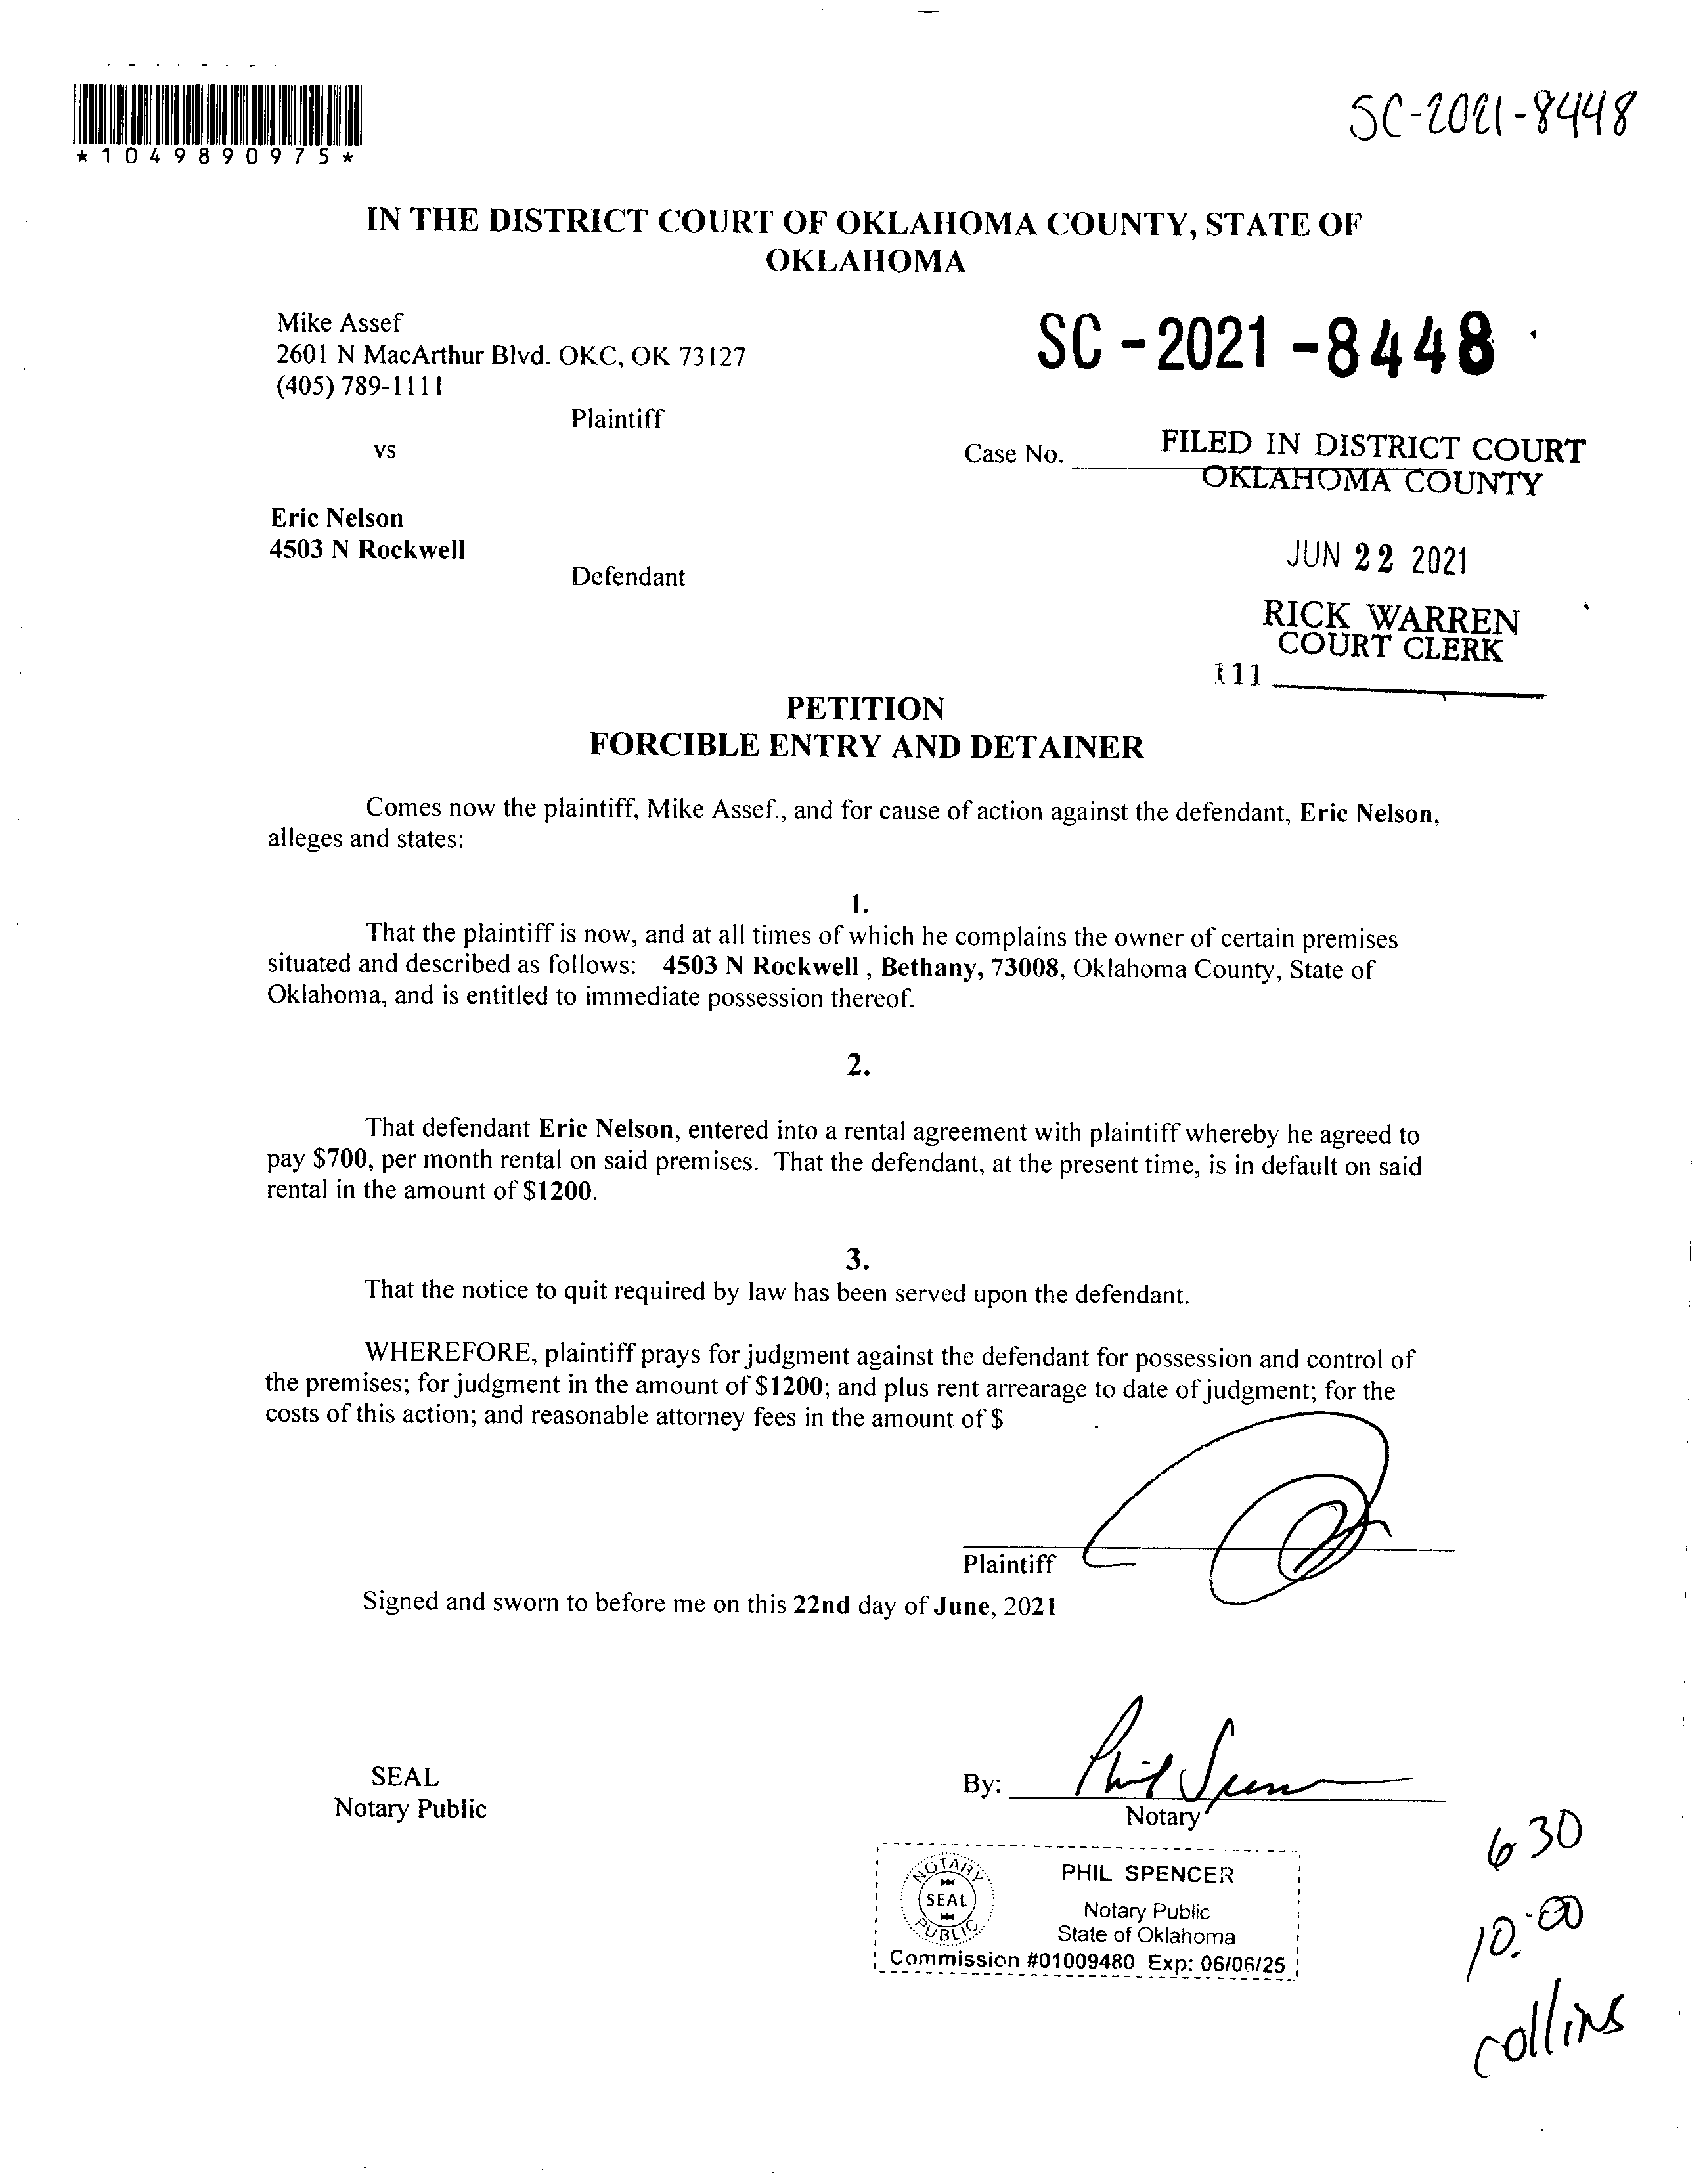 *1049890975*
SC-2021-8448
IN THE DISTRICT COURT OF OKLAHOMA COUNTY, STATE OF
OKLAHOMA
Mike Assef
2601 N MacArthur Blvd. OKC, OK 73127
(405) 789-1111
Plaintiff
SC-2021-8448
vs
Case No.
FILED IN DISTRICT COURT
OKLAHOMA COUNTY
Eric Nelson
4503 N Rockwell
Defendant
JUN 22 2021
RICK WARREN
COURT CLERK
111
PETITION
FORCIBLE ENTRY AND DETAINER
Comes now the plaintiff, Mike Assef., and for cause of action against the defendant, Eric Nelson,
alleges and states:
1.
That the plaintiff is now, and at all times of which he complains the owner of certain premises
situated and described as follows: 4503 N Rockwell , Bethany, 73008, Oklahoma County, State of
Oklahoma, and is entitled to immediate possession thereof.
2.
That defendant Eric Nelson, entered into a rental agreement with plaintiff whereby he agreed to
pay $700, per month rental on said premises. That the defendant, at the present time, is in default on said
rental in the amount of $1200.
3.
That the notice to quit required by law has been served upon the defendant.
WHEREFORE, plaintiff prays for judgment against the defendant for possession and control of
the premises; for judgment in the amount of $1200; and plus rent arrearage to date of judgment; for the
costs of this action; and reasonable attorney fees in the amount of $ .
Plaintiff
Signed and sworn to before me on this 22nd day of June, 2021
SEAL
Notary Public
By: Phil Spencer
Notary
NOTARY
SEAL
PUBLIC
PHIL SPENCER
Notary Public
State of Oklahoma
Commission #01009480 Exp: 06/06/25
630
10:00
collins